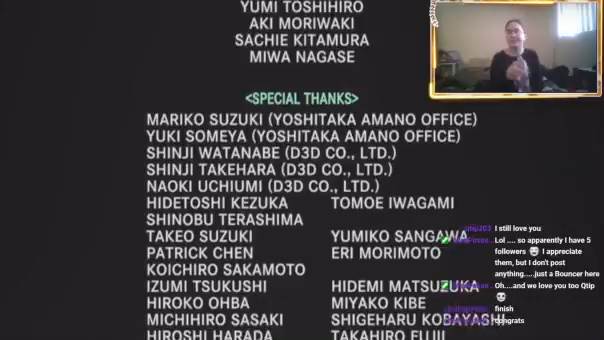 YUMI TOSHIHIRO
AKI MORIWAKI
SACHIE KITAMURA
MIWA NAGASE
<SPECIAL THANKS>
MARIKO SUZUKI (YOSHITAKA AMANO OFFICE)
YUKI SOMEYA (YOSHITAKA AMANO OFFICE)
SHINJI WATANABE (D3D CO., LTD.)
SHINJI TAKEHARA (D3D CO., LTD.)
NAOKI UCHIUMI (D3D CO., LTD.)
HIDETOSHI KEZUKA TOMOE IWAGAMI
SHINOBU TERASHIMA
TAKEO SUZUKI YUMIKO SANGAWA
PATRICK CHEN ERI MORIMOTO
KOICHIRO SAKAMOTO
IZUMI TSUKUSHI HIDEMI MATSUZUKA
HIROKO OHBA MIYAKO KIBE
MICHIHIRO SASAKI SHIGEHARU KOBAYASHI
HIROSHI HARADA TAKAHIRO FUJII
I still love you
Lol .... so apparently I have 5
followers I appreciate
them, but I don't post
anything.....just a Bouncer here
Oh....and we love you too Qtip
finish
congrats